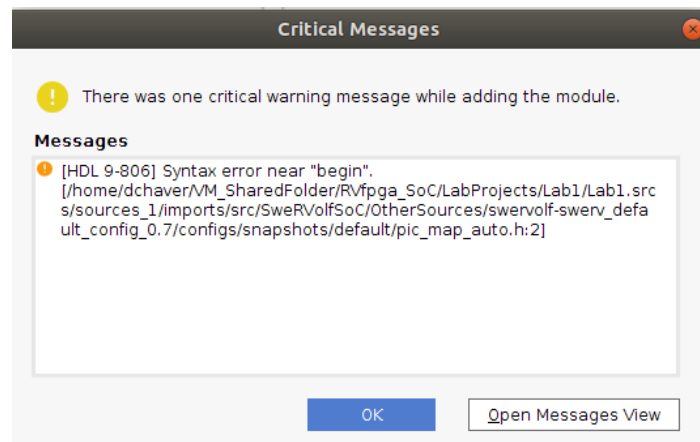 Critical Messages
There was one critical warning message while adding the module.
Messages
[HDL 9-806] Syntax error near "begin".
[/home/dchaver/VM_SharedFolder/RVfpga_SoC/LabProjects/Lab1/Lab1.src
s/sources_1/imports/src/SweRVolfSoC/OtherSources/swervolf-swerv_defa
ult_config_0.7/configs/snapshots/default/pic_map_auto.h:2]
OK
Open Messages View